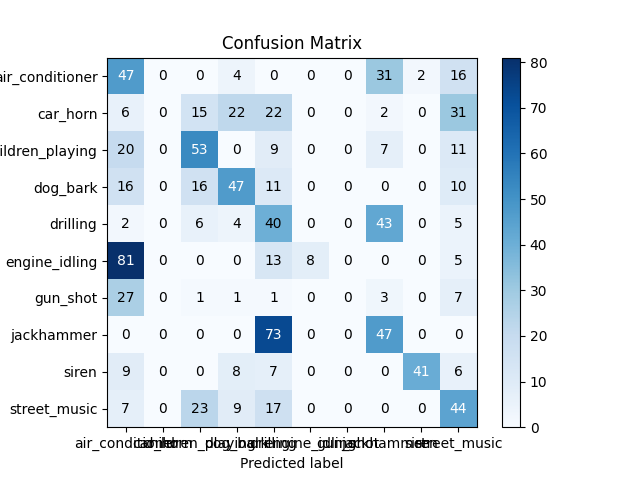 Confusion Matrix
air_conditioner 47 0 0 4 0 0 0 31 2 16
car_horn 6 0 15 22 22 0 0 2 0 31
ildren_playing 20 0 53 0 9 0 0 7 0 11
dog_bark 16 0 16 47 11 0 0 0 0 10
drilling 2 0 6 4 40 0 0 43 0 5
engine_idling 81 0 0 0 13 8 0 0 0 5
gun_shot 27 0 1 1 1 0 0 3 0 7
jackhammer 0 0 0 0 73 0 0 47 0 0
siren 9 0 0 8 7 0 0 0 41 6
street_music 7 0 23 9 17 0 0 0 0 44
street_music
Predicted label
80
70
60
50
40
30
20
10
0